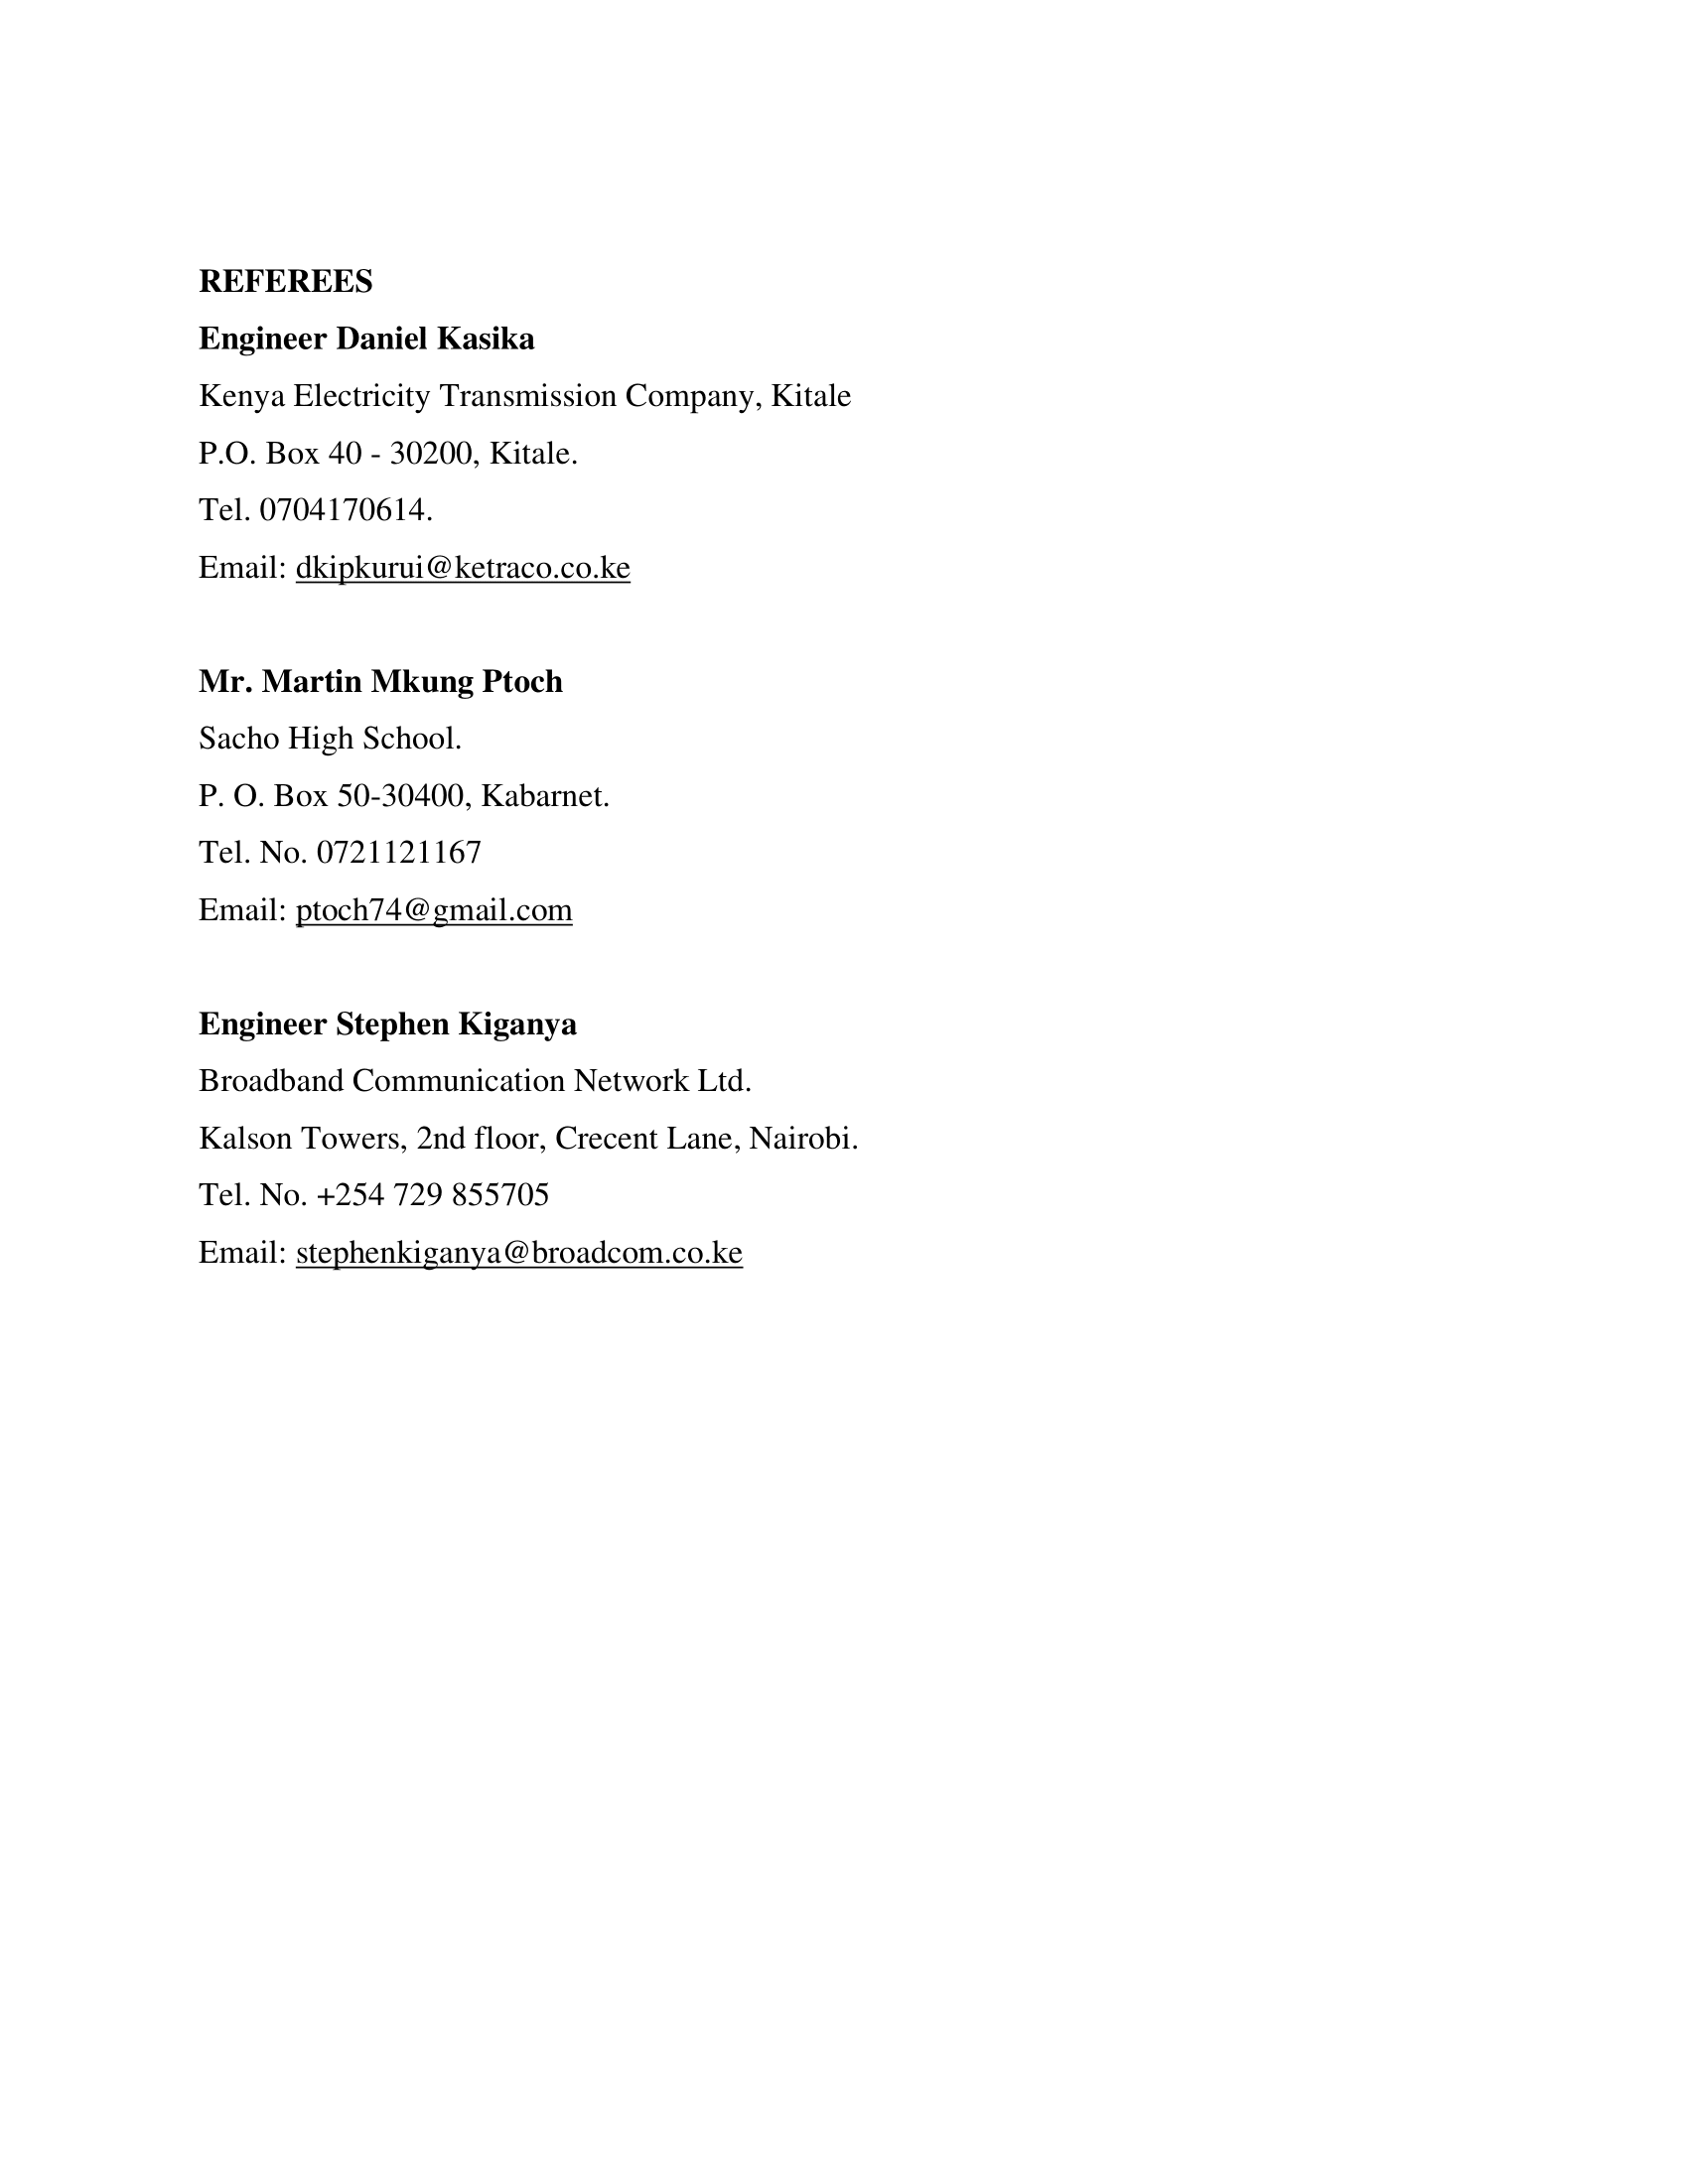 REFEREES
Engineer Daniel Kasika
Kenya Electricity Transmission Company, Kitale
P.O. Box 40 - 30200, Kitale.
Tel. 0704170614.
Email: dkipkurui@ketraco.co.ke
Mr. Martin Mkung Ptoch
Sacho High School.
P. O. Box 50-30400, Kabarnet.
Tel. No. 0721121167
Email: ptoch74@gmail.com
Engineer Stephen Kiganya
Broadband Communication Network Ltd.
Kalson Towers, 2nd floor, Crecent Lane, Nairobi.
Tel. No. +254 729 855705
Email: stephenkiganya@broadcom.co.ke